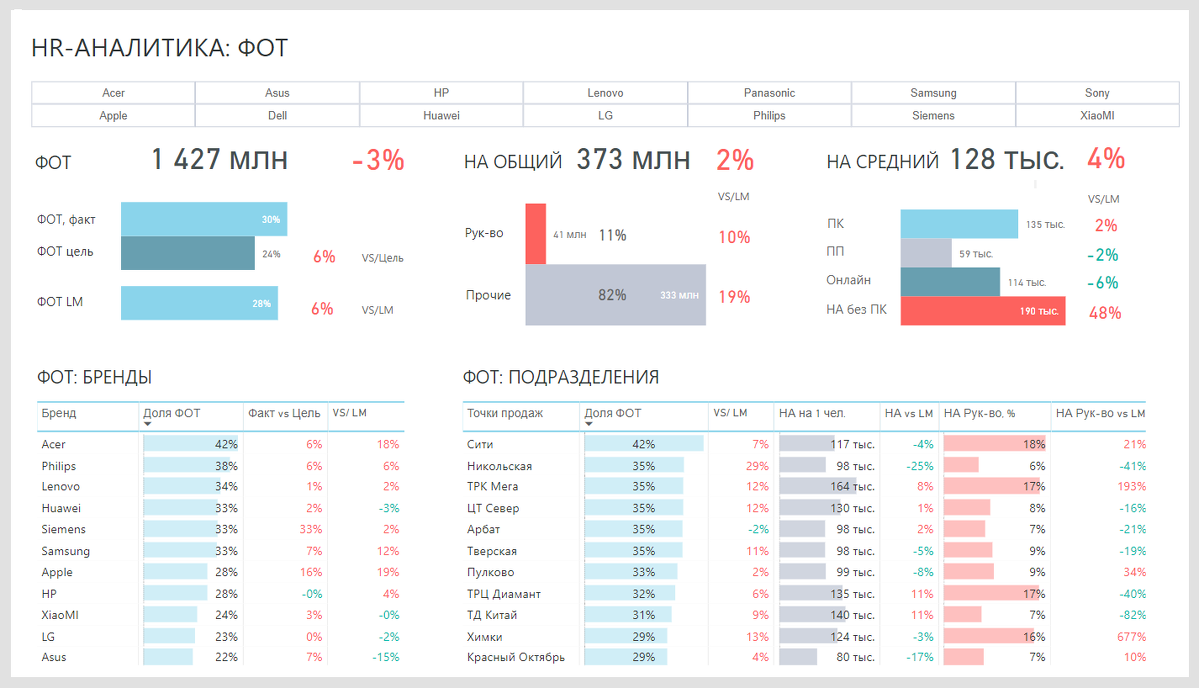 HR-АНАЛИТИКА: ФОТ
Acer Asus HP Lenovo Panasonic Samsung Sony
Apple Dell Huawei LG Philips Siemens XiaoMI
ФОТ 1 427 МЛН -3%
ФОТ, факт 30%
ФОТ цель 24% 6% VS/Цель
ФОТ LM 28% 6% VS/LM
НА ОБЩИЙ 373 МЛН 2%
VS/LM
Рук-во 41 млн 11% 10%
Прочие 82% 333 млн 19%
НА СРЕДНИЙ 128 ТЫС. 4%
VS/LM
ПК 135 тыс. 2%
ПП 59 тыс. -2%
Онлайн 114 тыс. -6%
НА без ПК 190 тыс. 48%
ФОТ: БРЕНДЫ
Бренд Доля ФОТ Факт vs Цель VS/ LM
Acer 42% 6% 18%
Philips 38% 6% 6%
Lenovo 34% 1% 2%
Huawei 33% 2% -3%
Siemens 33% 33% 2%
Samsung 33% 7% 12%
Apple 28% 16% 19%
HP 28% -0% 4%
XiaoMI 24% 3% -0%
LG 23% 0% -2%
Asus 22% 7% -15%
ФОТ: ПОДРАЗДЕЛЕНИЯ
Точки продаж Доля ФОТ VS/ LM НА на 1 чел. НА vs LM НА Рук-во, % НА Рук-во vs LM
Сити 42% 7% 117 тыс. -4% 18% 21%
Никольская 35% 29% 98 тыс. -25% 6% -41%
ТРК Мега 35% 12% 164 тыс. 8% 17% 193%
ЦТ Север 35% 12% 130 тыс. 1% 8% -16%
Арбат 35% -2% 98 тыс. 2% 7% -21%
Тверская 35% 11% 98 тыс. -5% 9% -19%
Пулково 33% 2% 99 тыс. -8% 9% 34%
ТРЦ Диамант 32% 6% 135 тыс. 11% 17% -40%
ТД Китай 31% 9% 140 тыс. 11% 7% -82%
Химки 29% 13% 124 тыс. -3% 16% 677%
Красный Октябрь 29% 4% 80 тыс. -17% 7% 10%